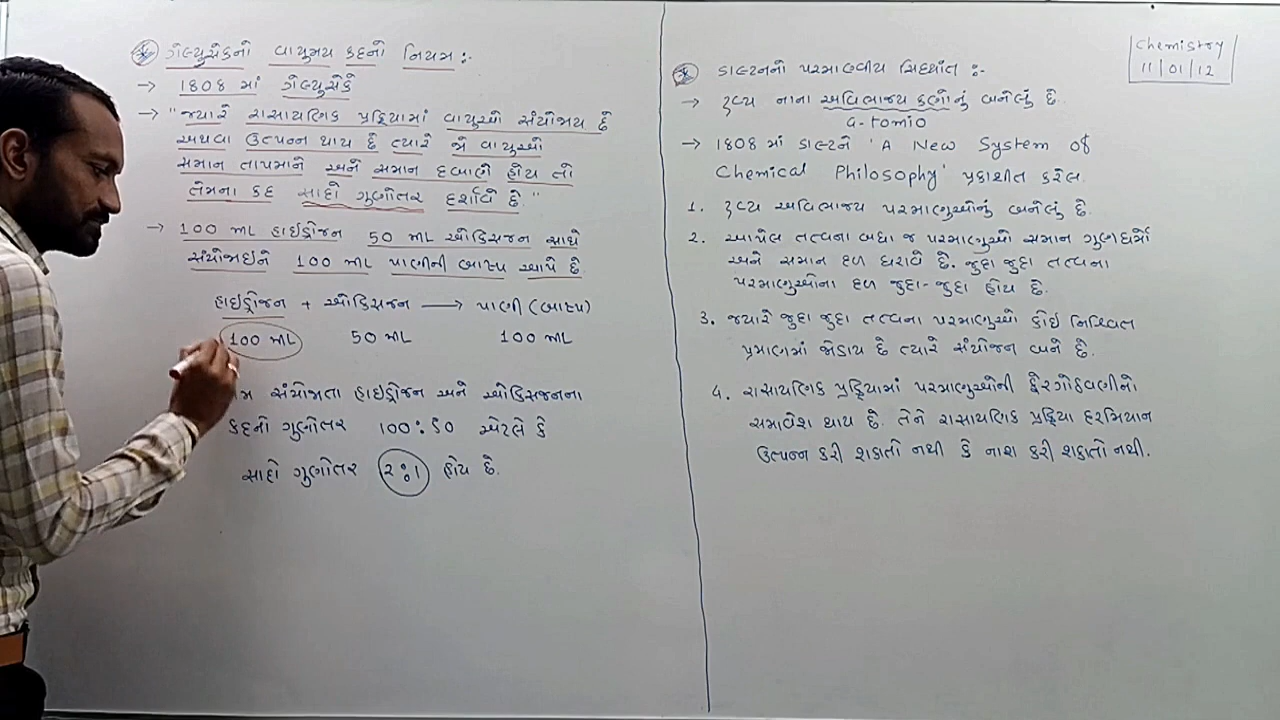 ગેલ્યુસેકનો વાયુમય કદનો નિયમ :-
→ 1808 માં ગેલ્યુસેકે
→ "જ્યારે રાસાયણિક પ્રક્રિયામાં વાયુઓ સંયોજાય છે
અથવા ઉત્પન્ન થાય છે ત્યારે જો વાયુઓ
સમાન તાપમાને અને સમાન દબાણે હોય તો
તેમના કદ સાદો ગુણોતર દર્શાવે છે."
→ 100 mL હાઈડ્રોજન 50 mL ઓક્સિજન સાથે
સંયોજાઈને 100 mL પાણીની બાષ્પ આપે છે
હાઈડ્રોજન + ઓક્સિજન ⟶ પાણી (બાષ્પ)
100 mL 50 mL 100 mL
સંયોજાતા હાઈડ્રોજન અને ઓક્સિજનના
કદનો ગુણોતર 100:50 એટલે કે
સાદો ગુણોતર 2:1 હોય છે.
Chemistry
11/01/12
ડાલ્ટનનો પરમાણ્વીય સિધ્ધાંત :-
→ દ્રવ્ય નાના અવિભાજય કણોનું બનેલું છે.
a-tomio
→ 1808 માં ડાલ્ટને 'A New System of
Chemical Philosophy' પ્રકાશીત કરેલ.
1. દ્રવ્ય અવિભાજય પરમાણુઓનું બનેલું છે.
2. આપેલ તત્વના બધા જ પરમાણુઓ સમાન ગુણધર્મો
અને સમાન દળ ધરાવે છે. જુદા જુદા તત્વના
પરમાણુઓના દળ જુદા-જુદા હોય છે.
3. જ્યારે જુદા જુદા તત્વના પરમાણુઓ કોઈ નિશ્ચિત
પ્રમાણમાં જોડાય છે ત્યારે સંયોજન બને છે.
4. રાસાયણિક પ્રક્રિયામાં પરમાણુઓની ફેરગોઠવણીનો
સમાવેશ થાય છે. તેને રાસાયણિક પ્રક્રિયા દરમિયાન
ઉત્પન્ન કરી શકાતો નથી કે નાશ કરી શકાતો નથી.